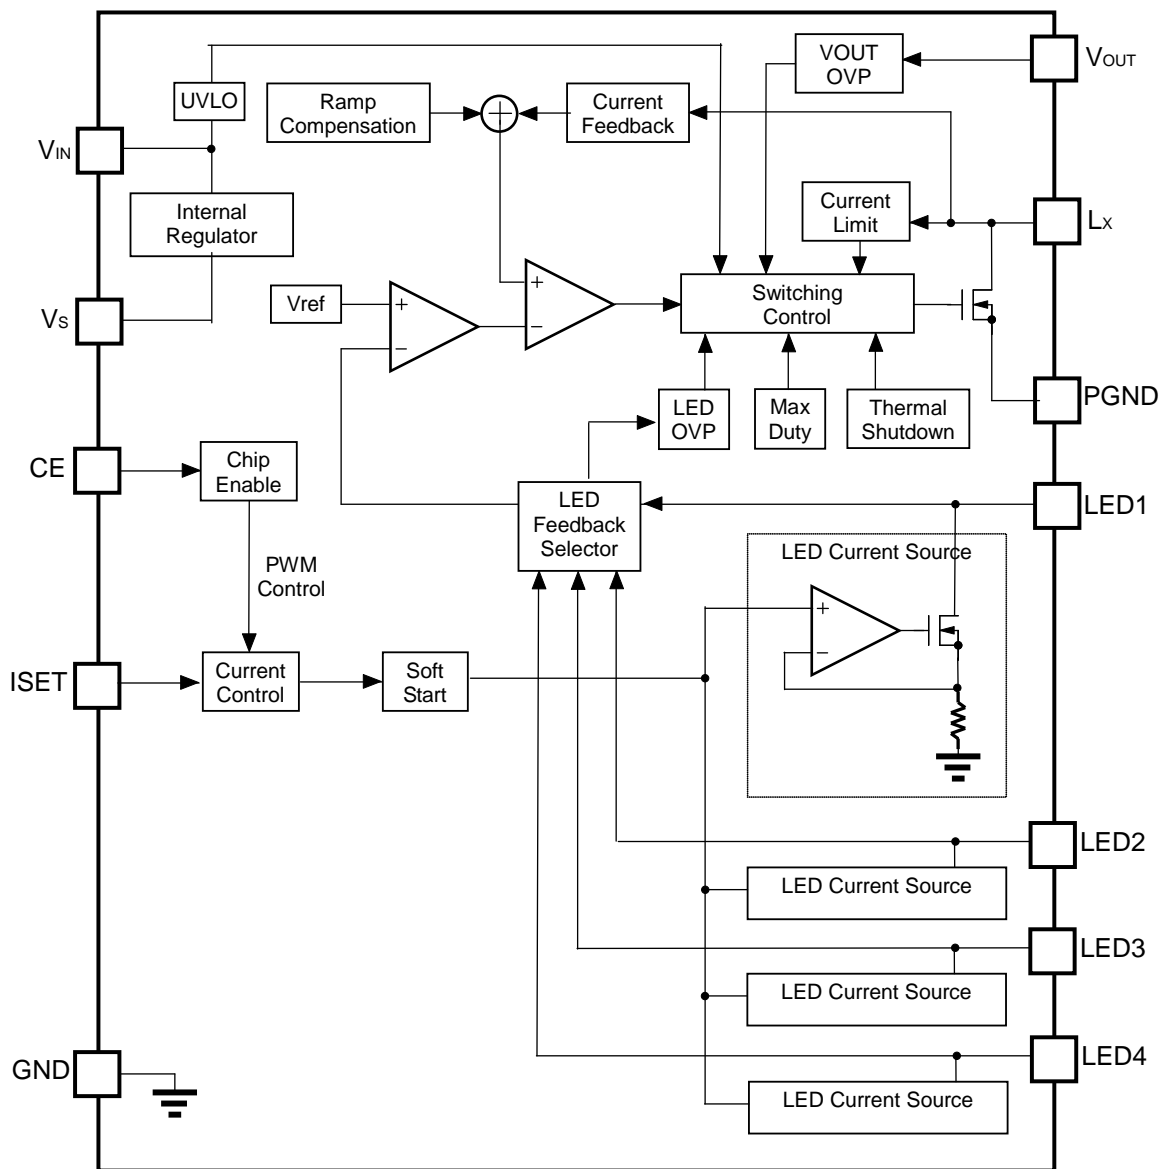 VOUT
OVP
VOUT
UVLO
Ramp
Compensation
Current
Feedback
VIN
Internal
Regulator
Current
Limit
LX
VS
Vref
+
−
+
−
Switching
Control
LED
OVP
Max
Duty
Thermal
Shutdown
PGND
CE
Chip
Enable
LED
Feedback
Selector
LED1
PWM
Control
LED Current Source
+
−
ISET
Current
Control
Soft
Start
LED2
LED Current Source
LED3
LED Current Source
GND
LED4
LED Current Source